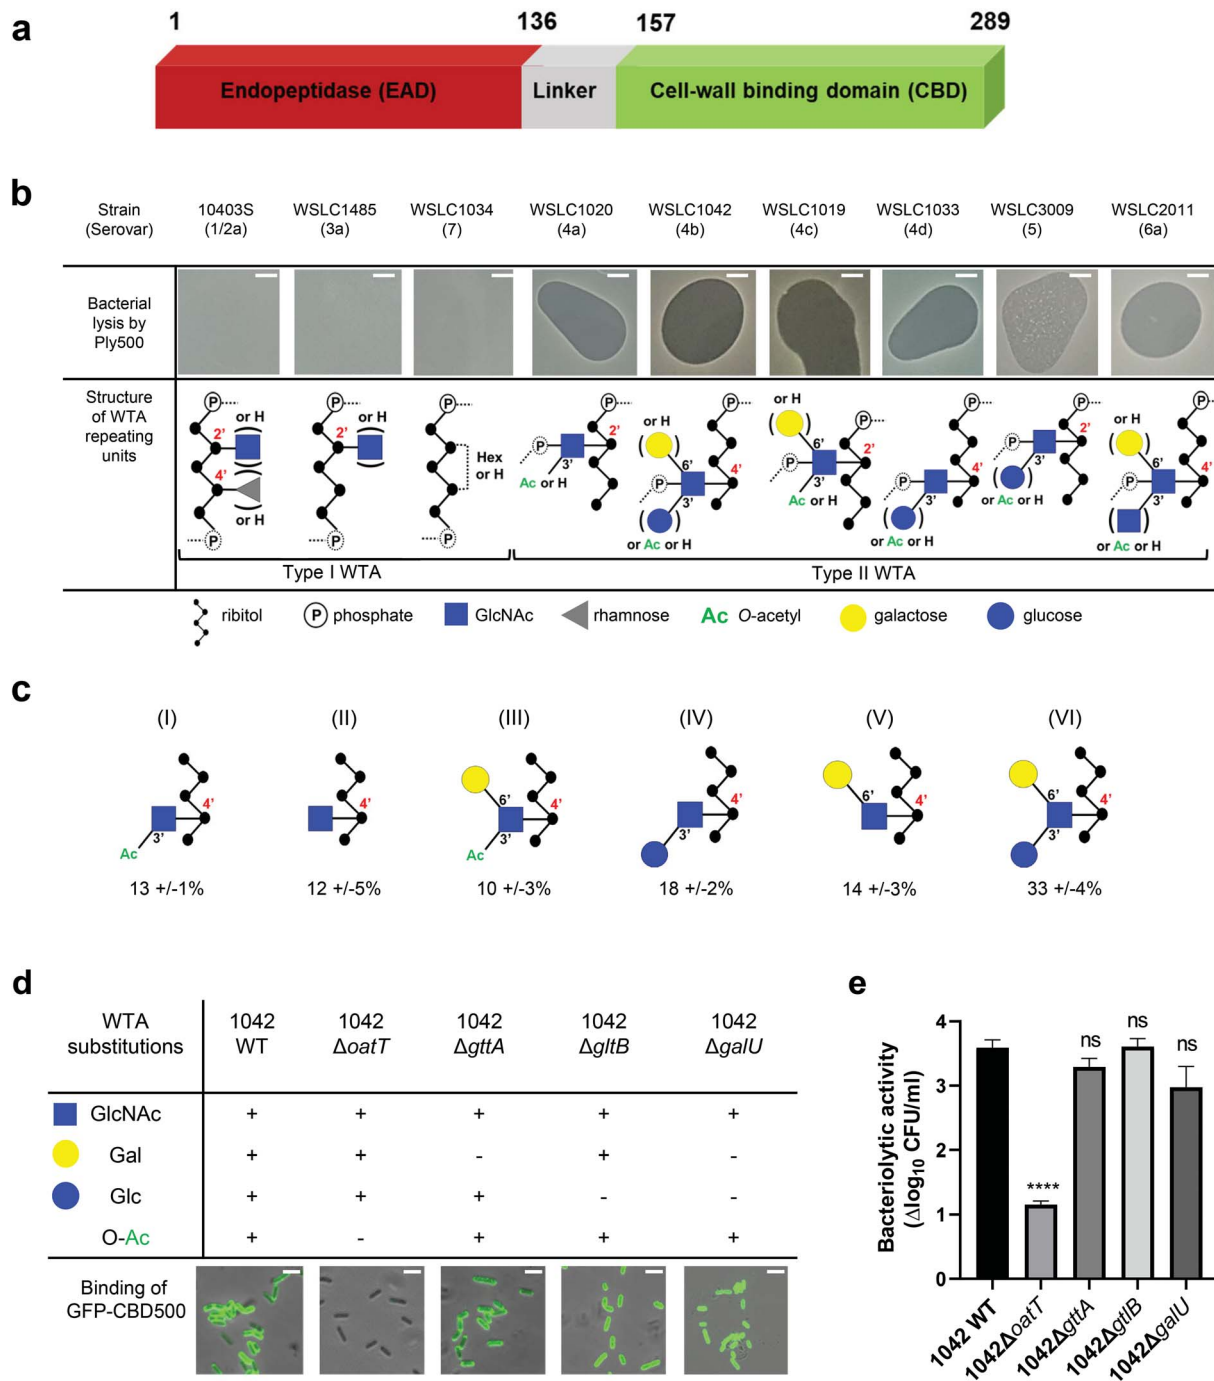 a
1 136 157 289
Endopeptidase (EAD) Linker Cell-wall binding domain (CBD)
b
Strain 10403S WSLC1485 WSLC1034 WSLC1020 WSLC1042 WSLC1019 WSLC1033 WSLC3009 WSLC2011
(Serovar) (1/2a) (3a) (7) (4a) (4b) (4c) (4d) (5) (6a)
Bacterial
lysis by
Ply500
Structure
of WTA
repeating
units
P 2' (or H) 4' or H P
P 2' (or H) P
P Hex or H P
P 2' P 3' Ac or H
P or H 6' 4' P 3' or Ac or H
P or H 6' 2' P 3' Ac or H
P 4' P 3' or Ac or H
P 2' P 3' or Ac or H
P or H 6' 4' P 3' or Ac or H
Type I WTA Type II WTA
ribitol P phosphate GlcNAc rhamnose Ac O-acetyl galactose glucose
c
(I) (II) (III) (IV) (V) (VI)
4' 3' Ac
4'
6' 4' 3' Ac
4' 3'
6' 4'
6' 4' 3'
13 +/-1% 12 +/-5% 10 +/-3% 18 +/-2% 14 +/-3% 33 +/-4%
d
WTA 1042 1042 1042 1042 1042
substitutions WT ΔoatT ΔgttA ΔgltB ΔgalU
GlcNAc + + + + +
Gal + + - + -
Glc + + + - -
O-Ac + - + + +
Binding of
GFP-CBD500
e
Bacteriolytic activity
(Δlog10 CFU/ml)
4
3
2
1
0
**** ns ns ns
1042 WT 1042ΔoatT 1042ΔgttA 1042ΔgtlB 1042ΔgalU